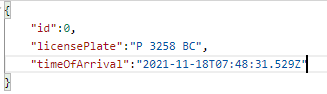 {
"id":0,
"licensePlate":"P 3258 BC",
"timeOfArrival":"2021-11-18T07:48:31.529Z"
}